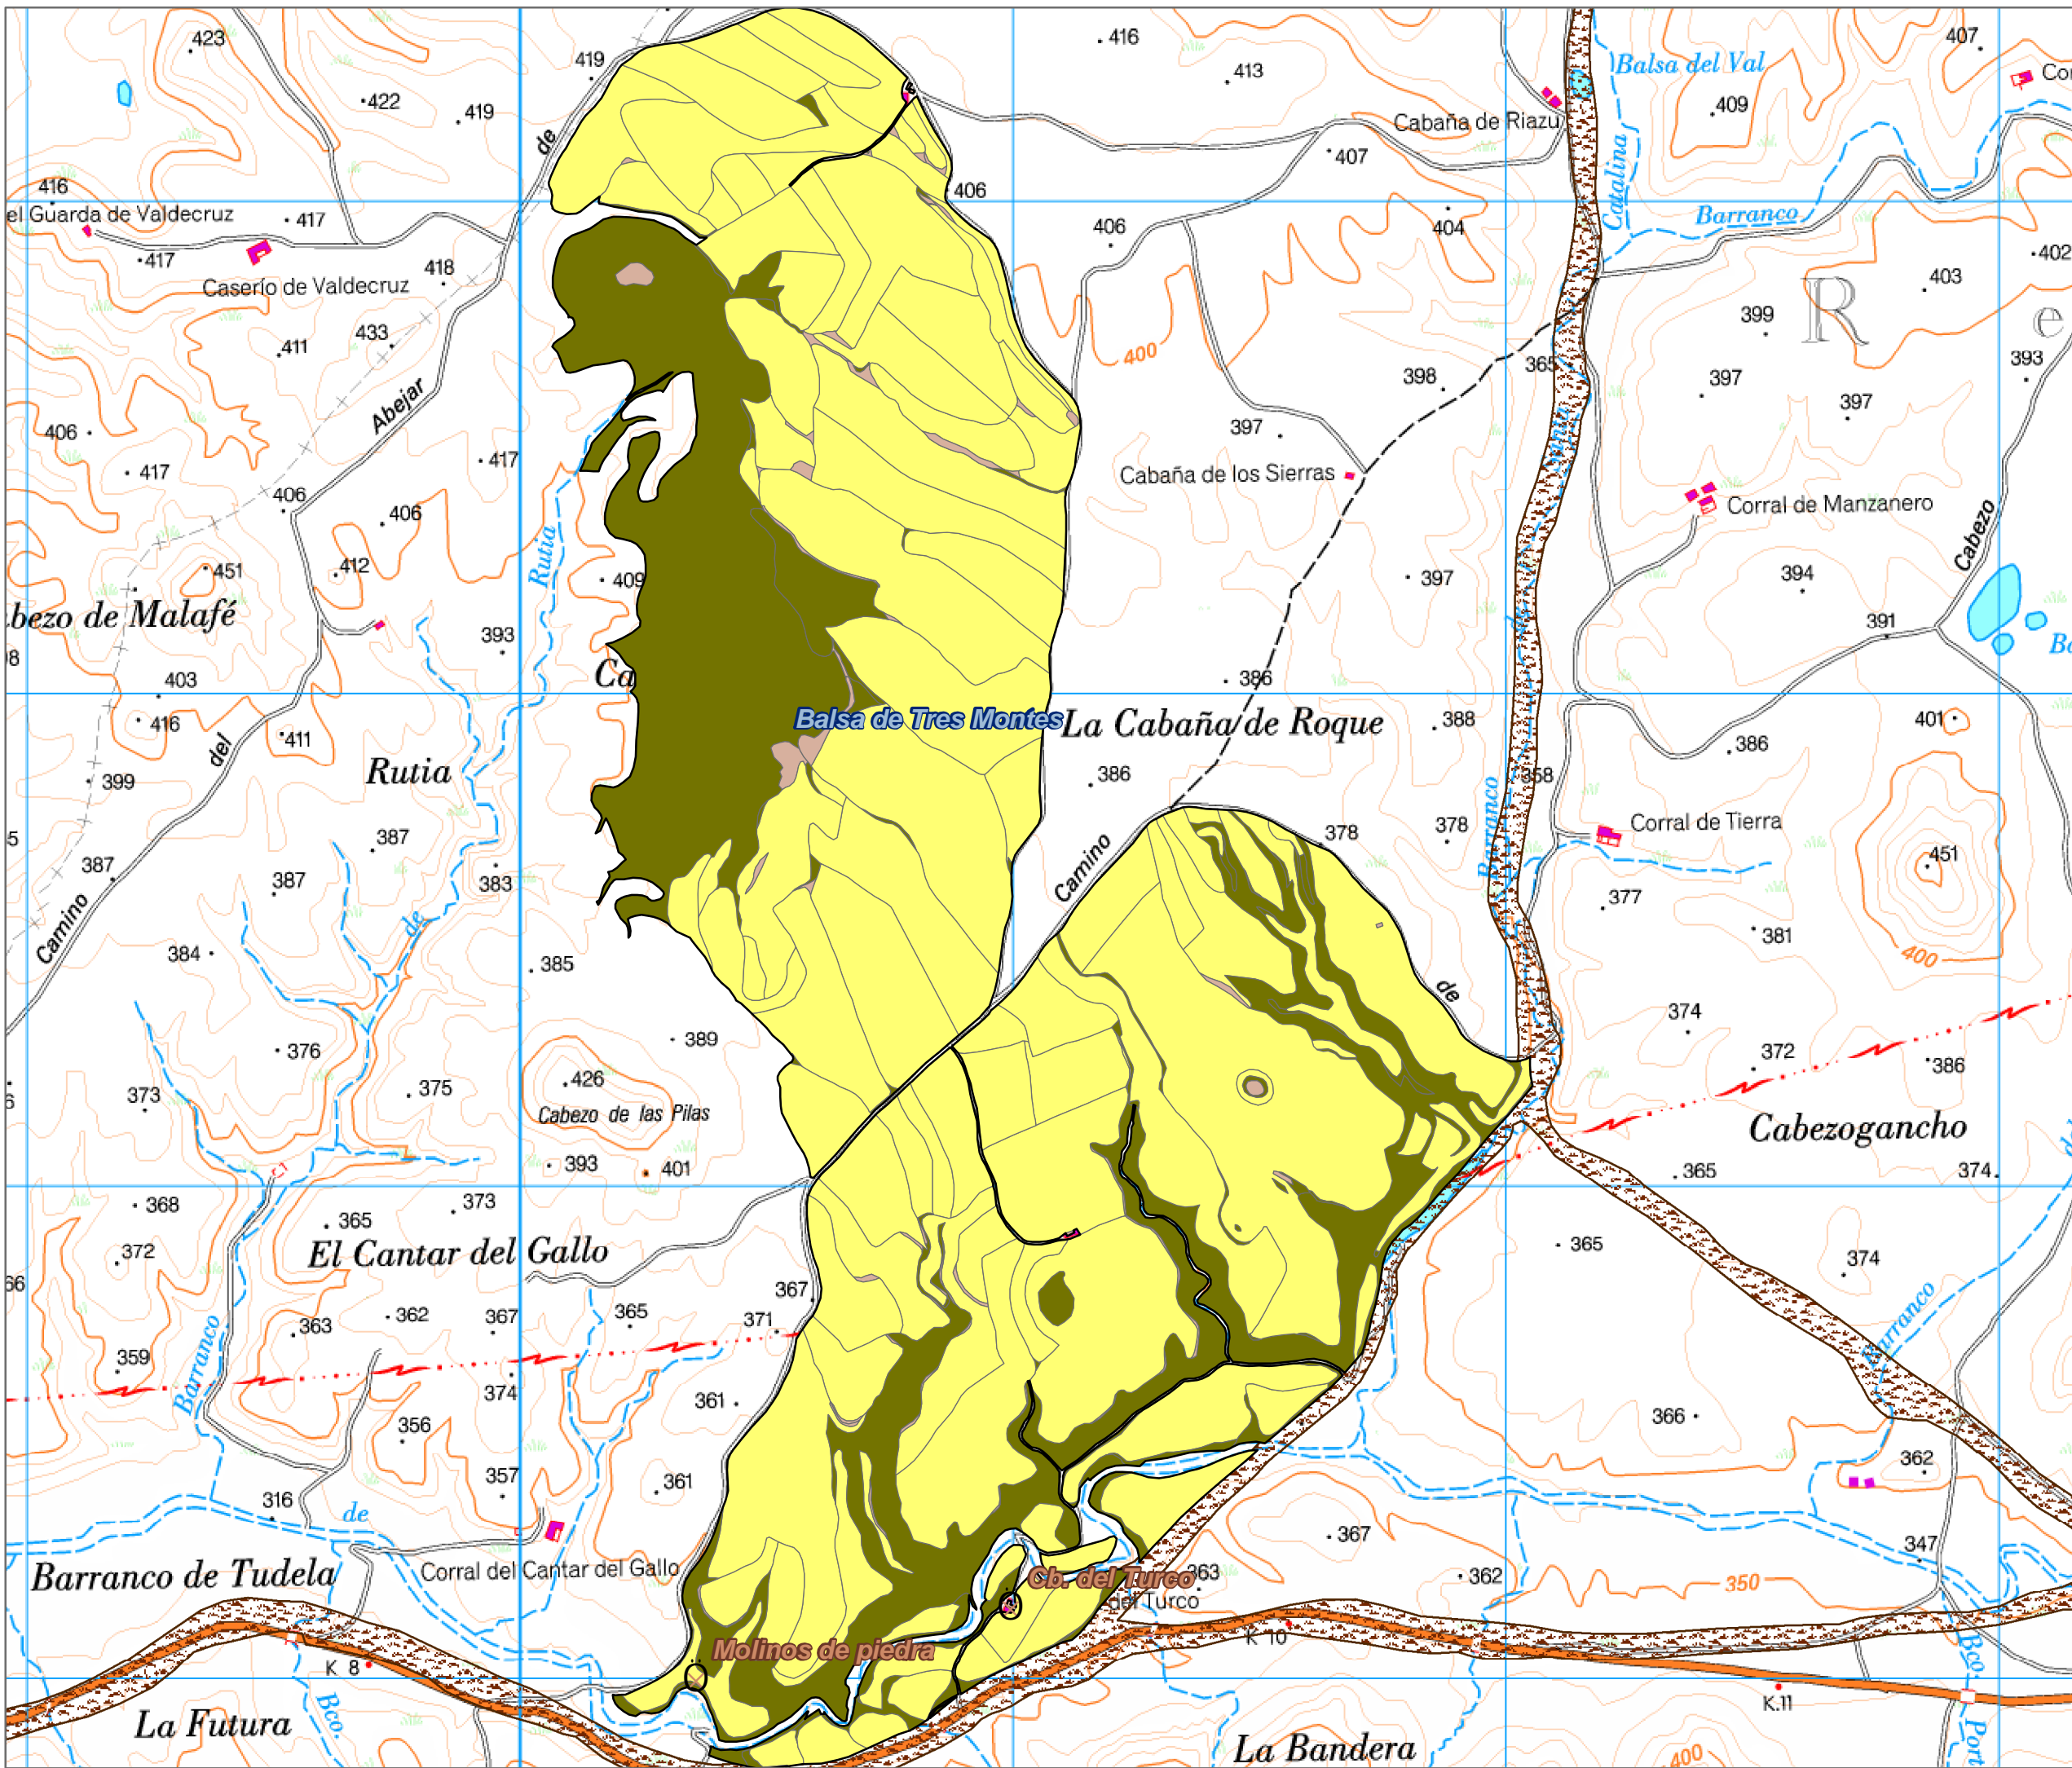 423
419
416
413
407
Balsa del Val
409
422
419
de
Cabaña de Riazu
407
Catalina
416
el Guarda de Valdecruz
417
406
404
Barranco
406
402
417
418
403
Caserío de Valdecruz
R
e
399
433
411
400
365
393
398
397
397
Abejar
406
397
417
417
Cabaña de los Sierras
406
406
Corral de Manzanero
Cabezo
Rutia
451
412
409
397
394
bezo de Malafé
391
393
386
403
Ca
416
Balsa de Tres Montes
La Cabaña de Roque
388
401
411
del
386
Rutia
386
358
399
Barranco
Corral de Tierra
387
378
378
387
Camino
451
387
383
377
de
381
Camino
384
385
400
de
389
374
376
372
426
386
373
375
Cabezo de las Pilas
Cabezogancho
393
401
365
374
368
373
365
372
El Cantar del Gallo
365
374
367
365
362
367
371
363
Barranco
359
Barranco
374
361
366
356
362
357
361
316
de
367
347
Corral del Cantar del Gallo
Barranco de Tudela
Cb. del Turco
363
362
350
del Turco
K 10
Molinos de piedra
K 8
Bco.
K.11
La Futura
Bco.
Port
La Bandera
400